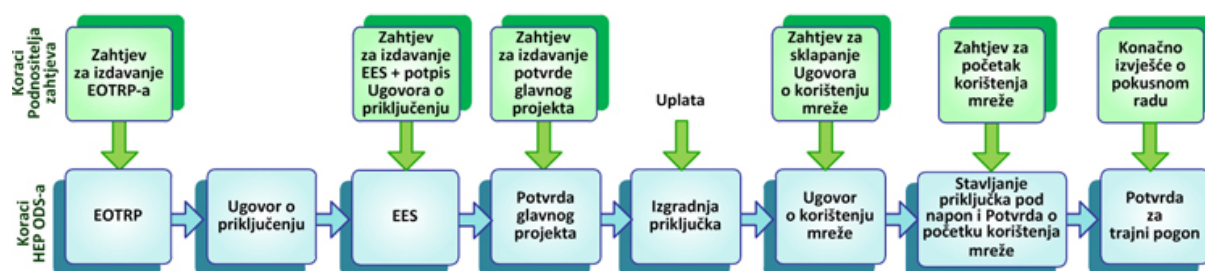 Koraci
Podnositelja
zahtjeva
Zahtjev
za izdavanje
EOTRP-a
Zahtjev
za izdavanje
EES + potpis
Ugovora o
priključenju
Zahtjev
za izdavanje
potvrde
glavnog
projekta
Uplata
Zahtjev za
sklapanje
Ugovora
o korištenju
mreže
Zahtjev za
početak
korištenja
mreže
Konačno
izvješće o
pokusnom
radu
Koraci
HEP ODS-a
EOTRP
Ugovor o
priključenju
EES
Potvrda
glavnog
projekta
Izgradnja
priključka
Ugovor
o korištenju
mreže
Stavljanje
priključka pod
napon i Potvrda o
početku korištenja
mreže
Potvrda
za
trajni pogon